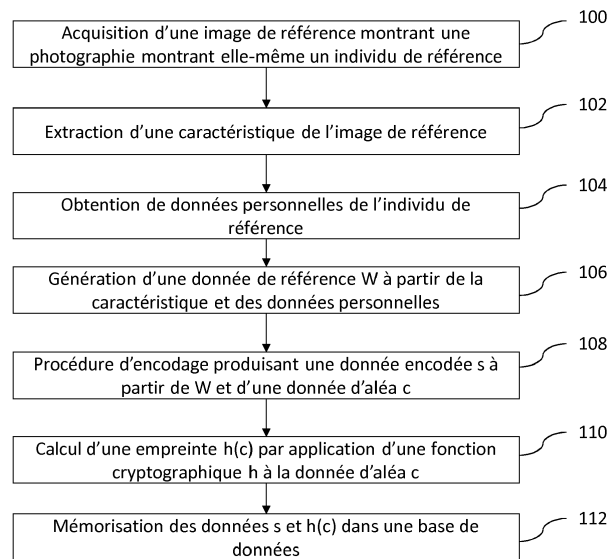 100
Acquisition d'une image de référence montrant une
photographie montrant elle-même un individu de référence
102
Extraction d'une caractéristique de l'image de référence
104
Obtention de données personnelles de l'individu de
référence
106
Génération d'une donnée de référence W à partir de la
caractéristique et des données personnelles
108
Procédure d'encodage produisant une donnée encodée s à
partir de W et d'une donnée d'aléa c
110
Calcul d'une empreinte h(c) par application d'une fonction
cryptographique h à la donnée d'aléa c
112
Mémorisation des données s et h(c) dans une base de
données